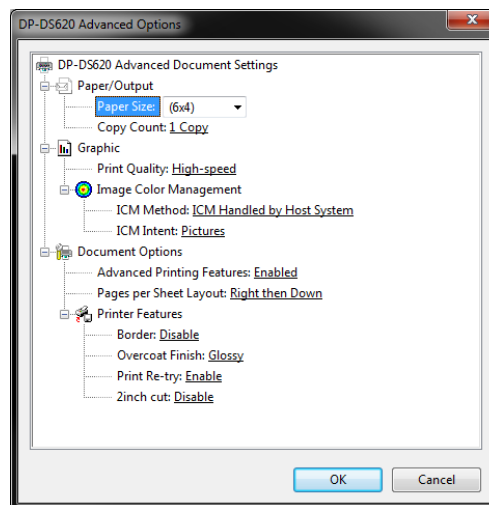 DP-DS620 Advanced Options
DP-DS620 Advanced Document Settings
Paper/Output
Paper Size: (6x4)
Copy Count: 1 Copy
Graphic
Print Quality: High-speed
Image Color Management
ICM Method: ICM Handled by Host System
ICM Intent: Pictures
Document Options
Advanced Printing Features: Enabled
Pages per Sheet Layout: Right then Down
Printer Features
Border: Disable
Overcoat Finish: Glossy
Print Re-try: Enable
2inch cut: Disable
OK Cancel